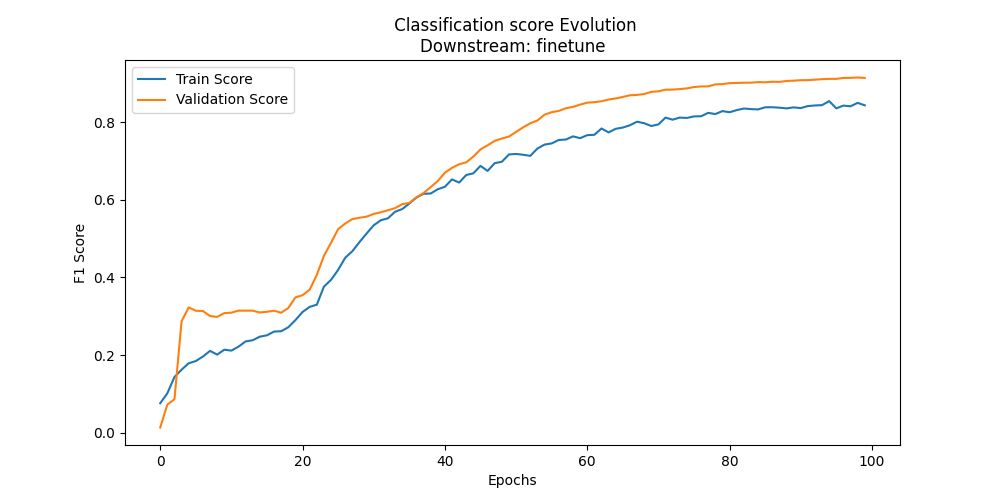 Classification score Evolution
Downstream: finetune
Train Score
Validation Score
F1 Score
0.8
0.6
0.4
0.2
0.0
0 20 40 60 80 100
Epochs